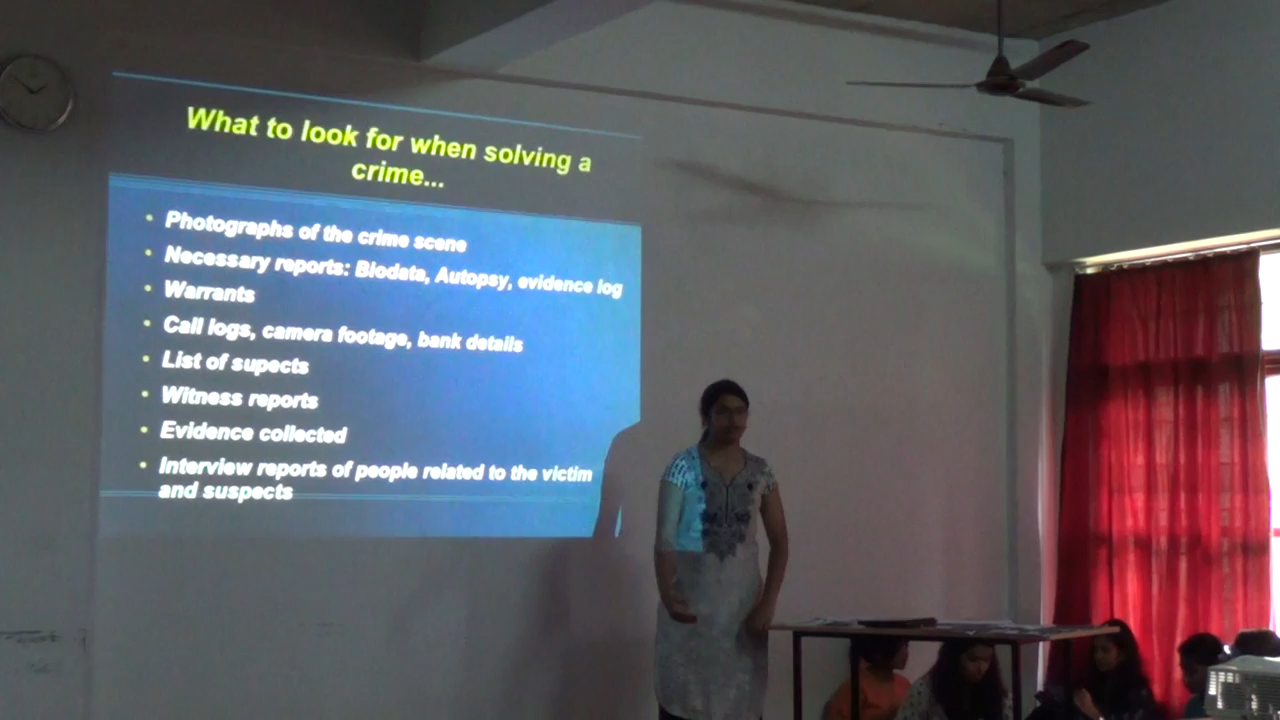 What to look for when solving a
crime...
• Photographs of the crime scene
• Necessary reports: Biodata, Autopsy, evidence log
• Warrants
• Call logs, camera footage, bank details
• List of supects
• Witness reports
• Evidence collected
• Interview reports of people related to the victim
and suspects